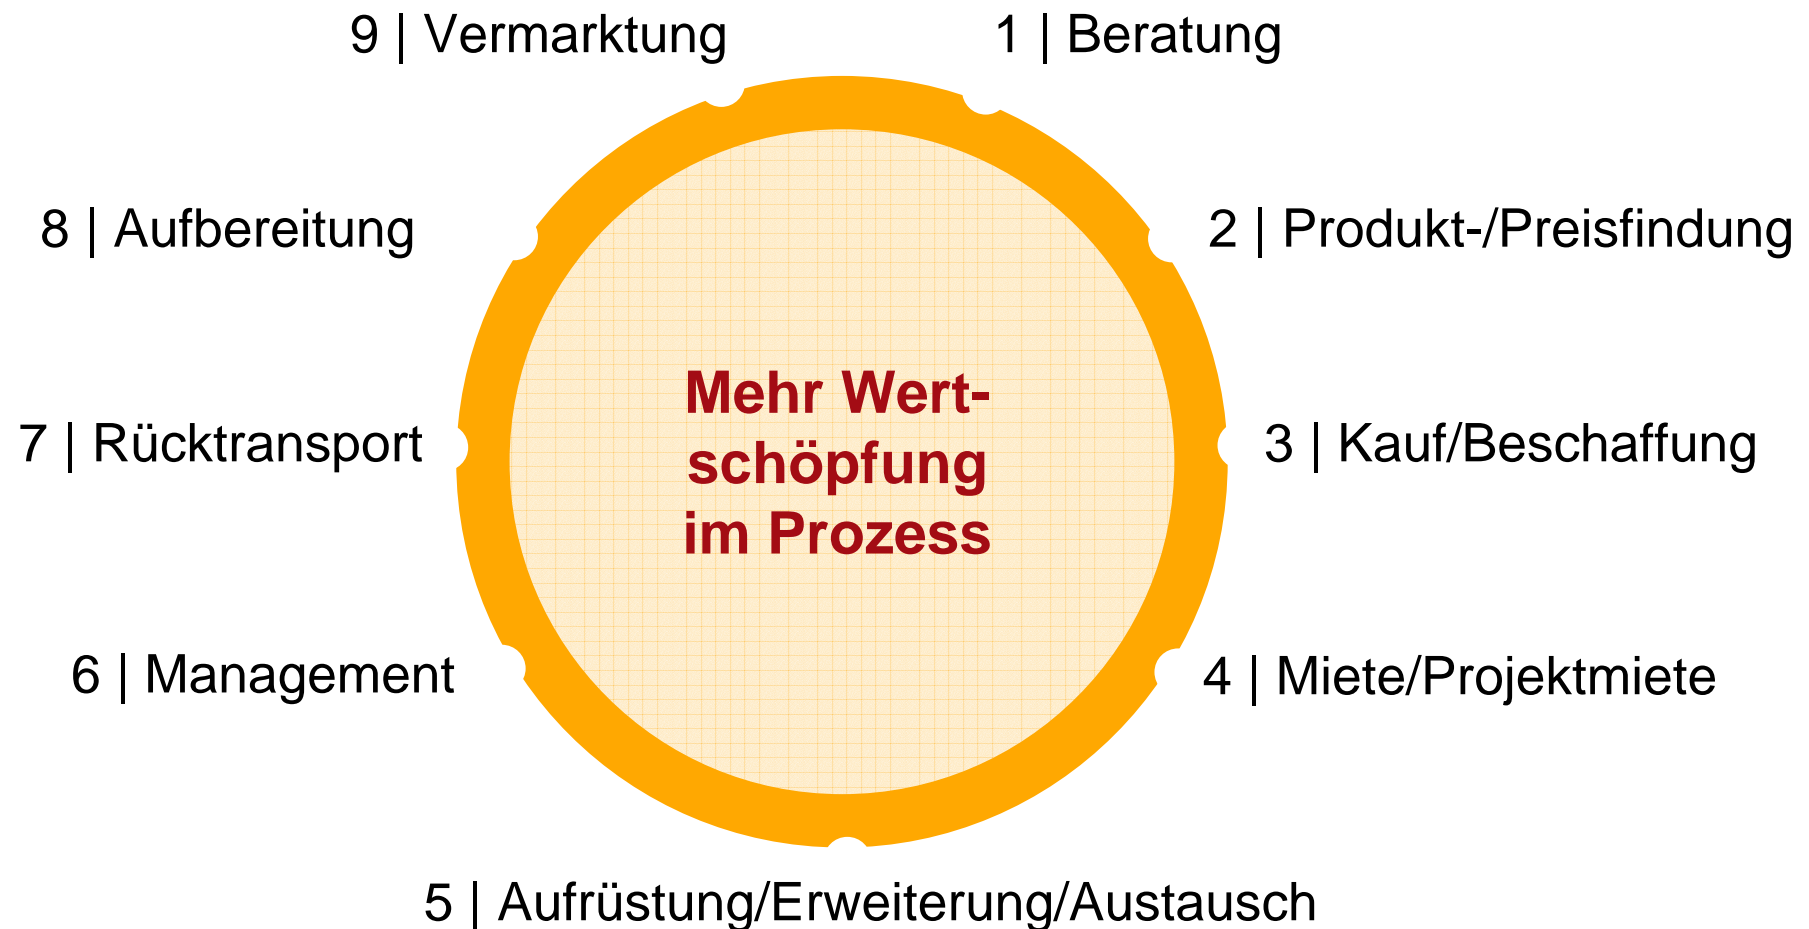 9 | Vermarktung
1 | Beratung
8 | Aufbereitung
2 | Produkt-/Preisfindung
Mehr Wert-
schöpfung
im Prozess
7 | Rücktransport
3 | Kauf/Beschaffung
6 | Management
4 | Miete/Projektmiete
5 | Aufrüstung/Erweiterung/Austausch